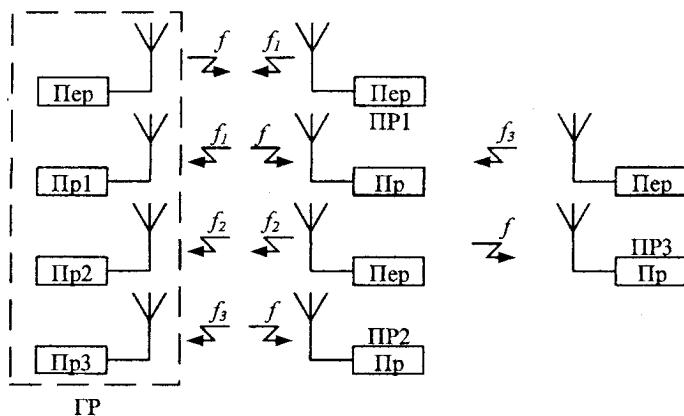 f f₁
Пер Пер
ПР1
f₁ f f₃
Пр1 Пр Пер
f₂ f₂ f
Пр2 Пер ПР3
Пр
f₃ f ПР2
Пр3 Пр
ГР